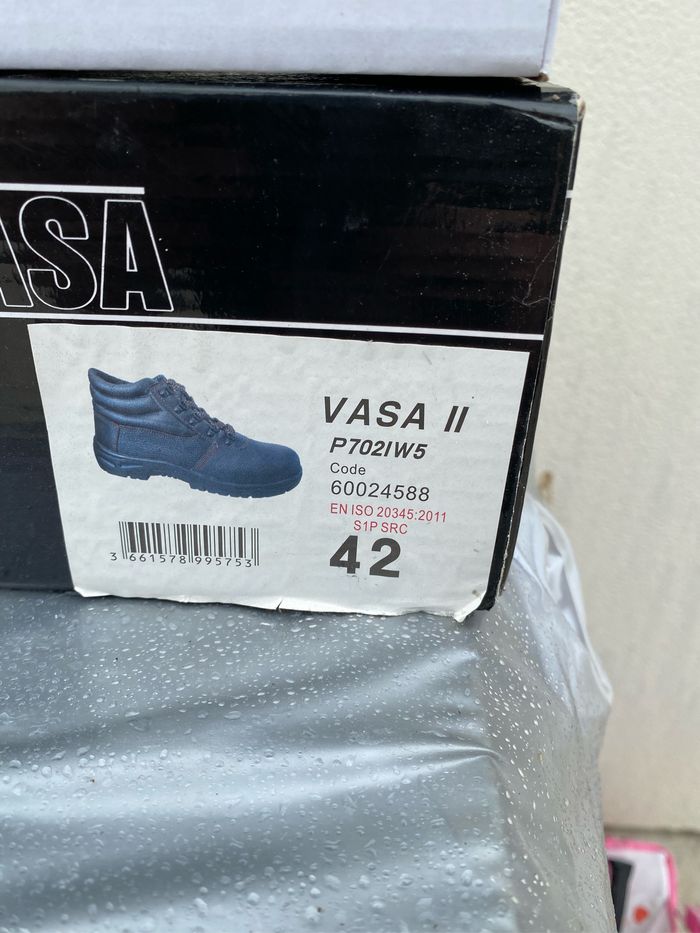 ASA
VASA II
P702IW5
Code
60024588
EN ISO 20345:2011
S1P SRC
42
3 661578 995753